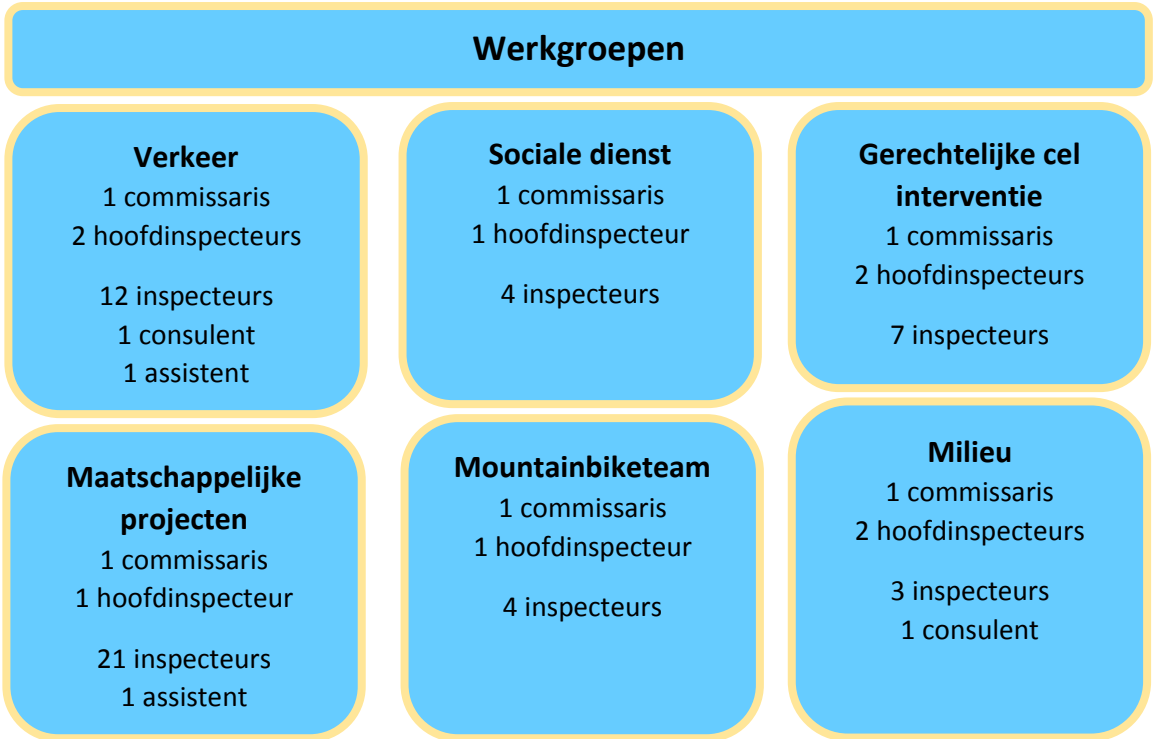 Werkgroepen
Verkeer
1 commissaris
2 hoofdinspecteurs
12 inspecteurs
1 consulent
1 assistent
Sociale dienst
1 commissaris
1 hoofdinspecteur
4 inspecteurs
Gerechtelijke cel
interventie
1 commissaris
2 hoofdinspecteurs
7 inspecteurs
Maatschappelijke
projecten
1 commissaris
1 hoofdinspecteur
21 inspecteurs
1 assistent
Mountainbiketeam
1 commissaris
1 hoofdinspecteur
4 inspecteurs
Milieu
1 commissaris
2 hoofdinspecteurs
3 inspecteurs
1 consulent